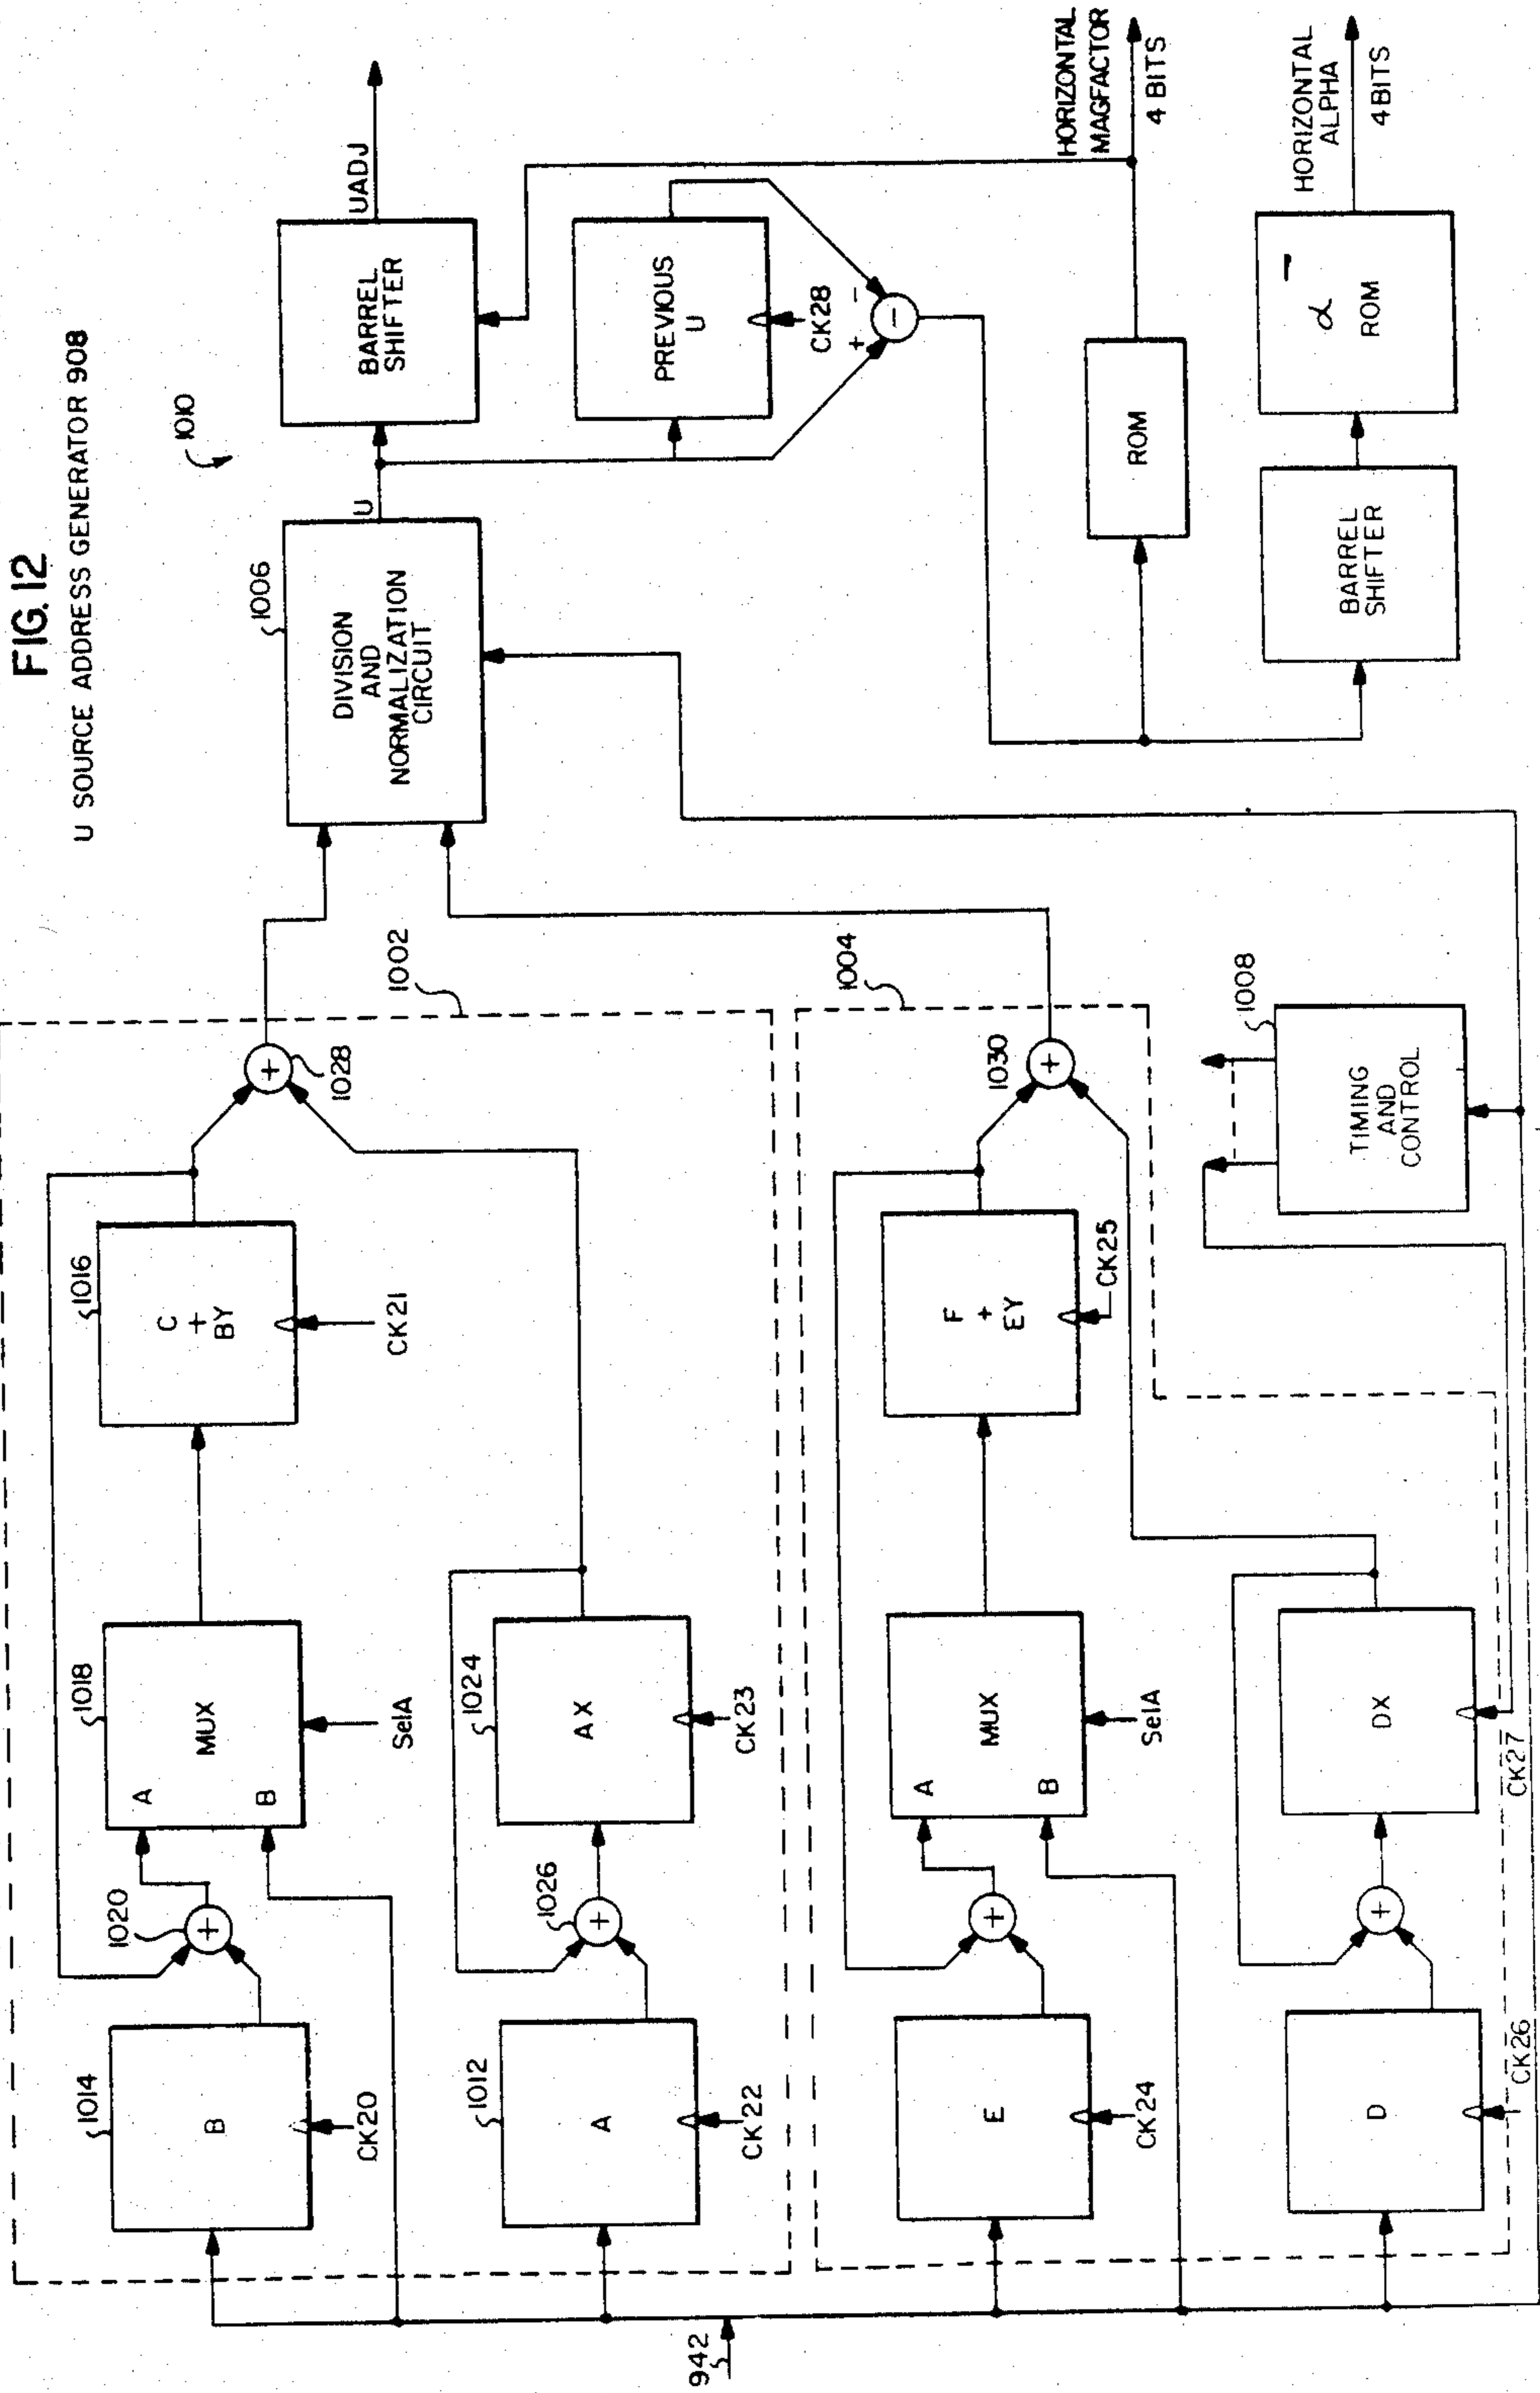 FIG. 12
U SOURCE ADDRESS GENERATOR 908
1010
1014
B
CK20
1020
1018
A
B
MUX
SelA
1016
C
+
BY
CK21
+
+
1028
1002
1012
A
CK22
1026
+
1024
AX
CK23
942
E
CK24
+
A
B
MUX
SelA
F
+
EY
CK25
1030
+
1004
D
CK26
+
DX
CK27
TIMING
AND
CONTROL
1008
1006
DIVISION
AND
NORMALIZATION
CIRCUIT
U
BARREL
SHIFTER
UADJ
PREVIOUS
U
CK28
+
-
-
ROM
HORIZONTAL
MAGFACTOR
4 BITS
BARREL
SHIFTER
α
ROM
HORIZONTAL
ALPHA
4 BITS